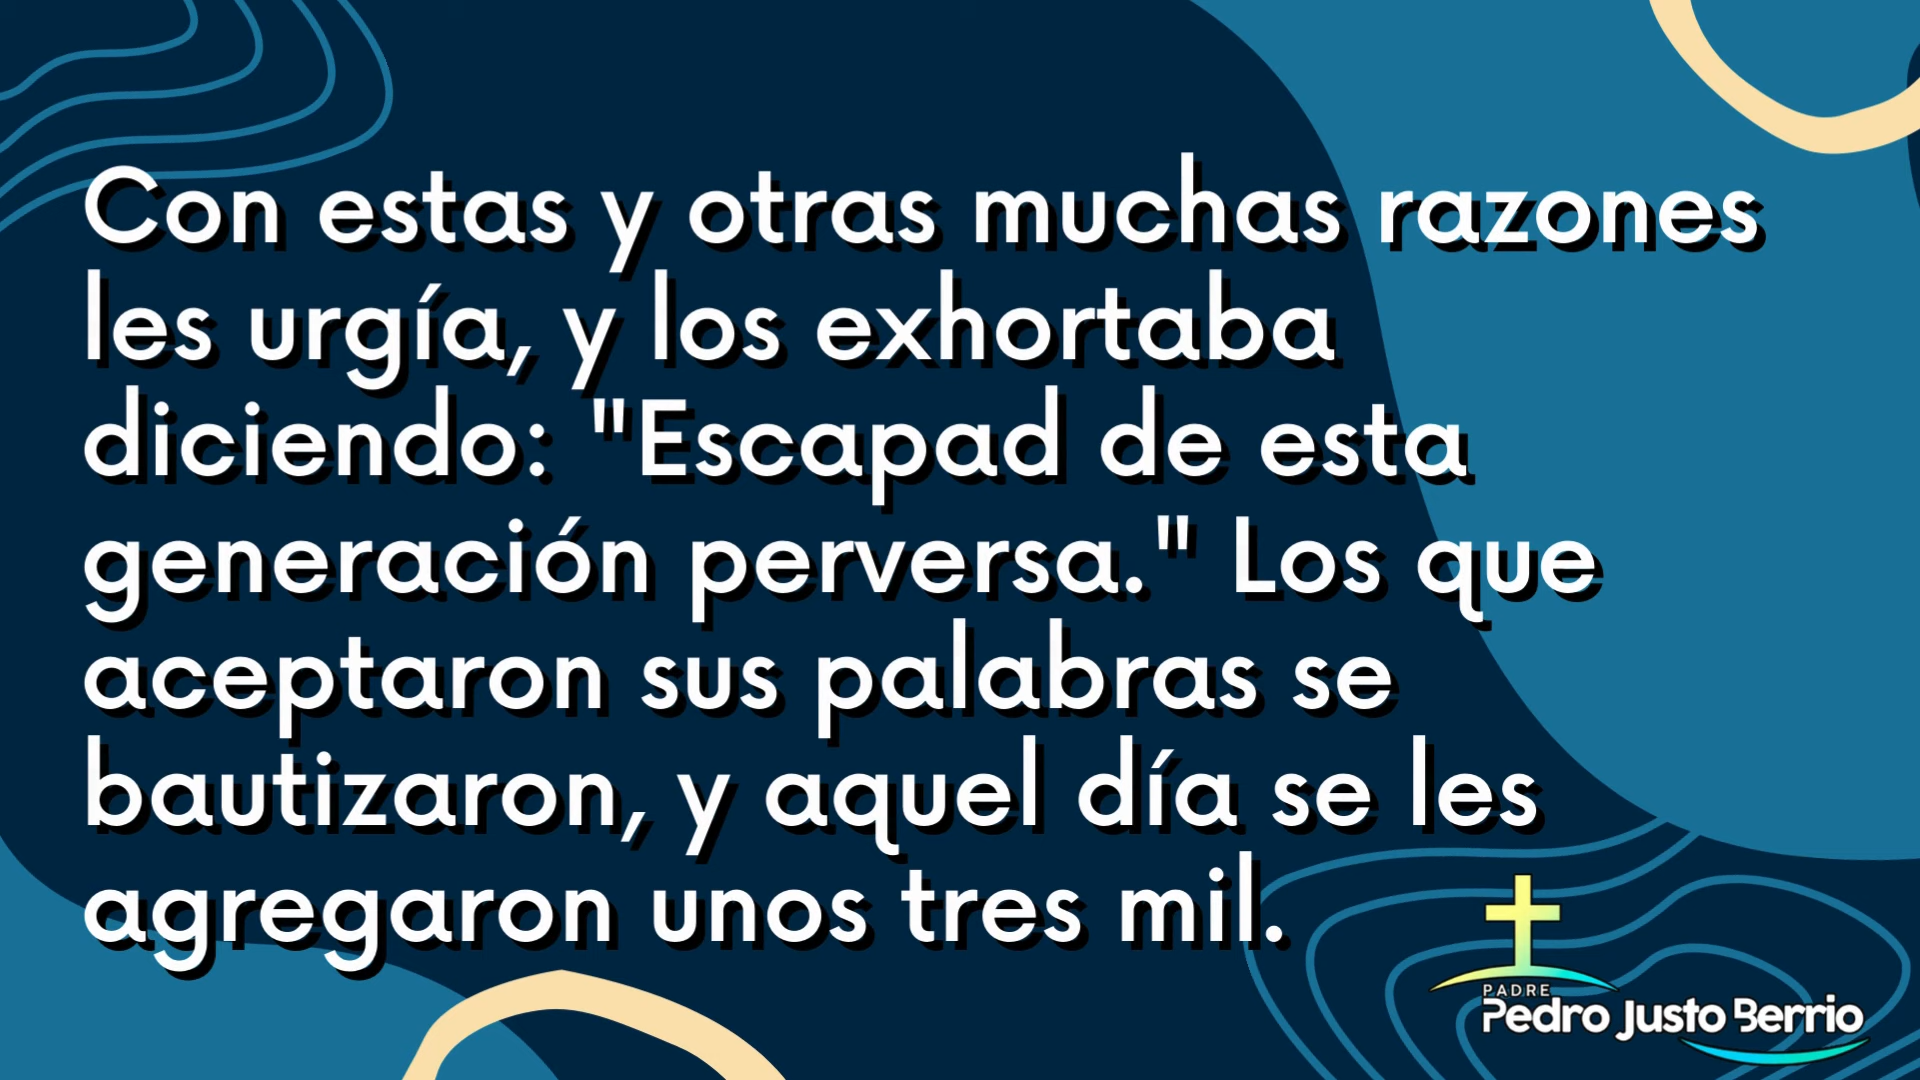 Con estas y otras muchas razones
les urgía, y los exhortaba
diciendo: "Escapad de esta
generación perversa." Los que
aceptaron sus palabras se
bautizaron, y aquel día se les
agregaron unos tres mil.
PADRE
Pedro Justo Berrio